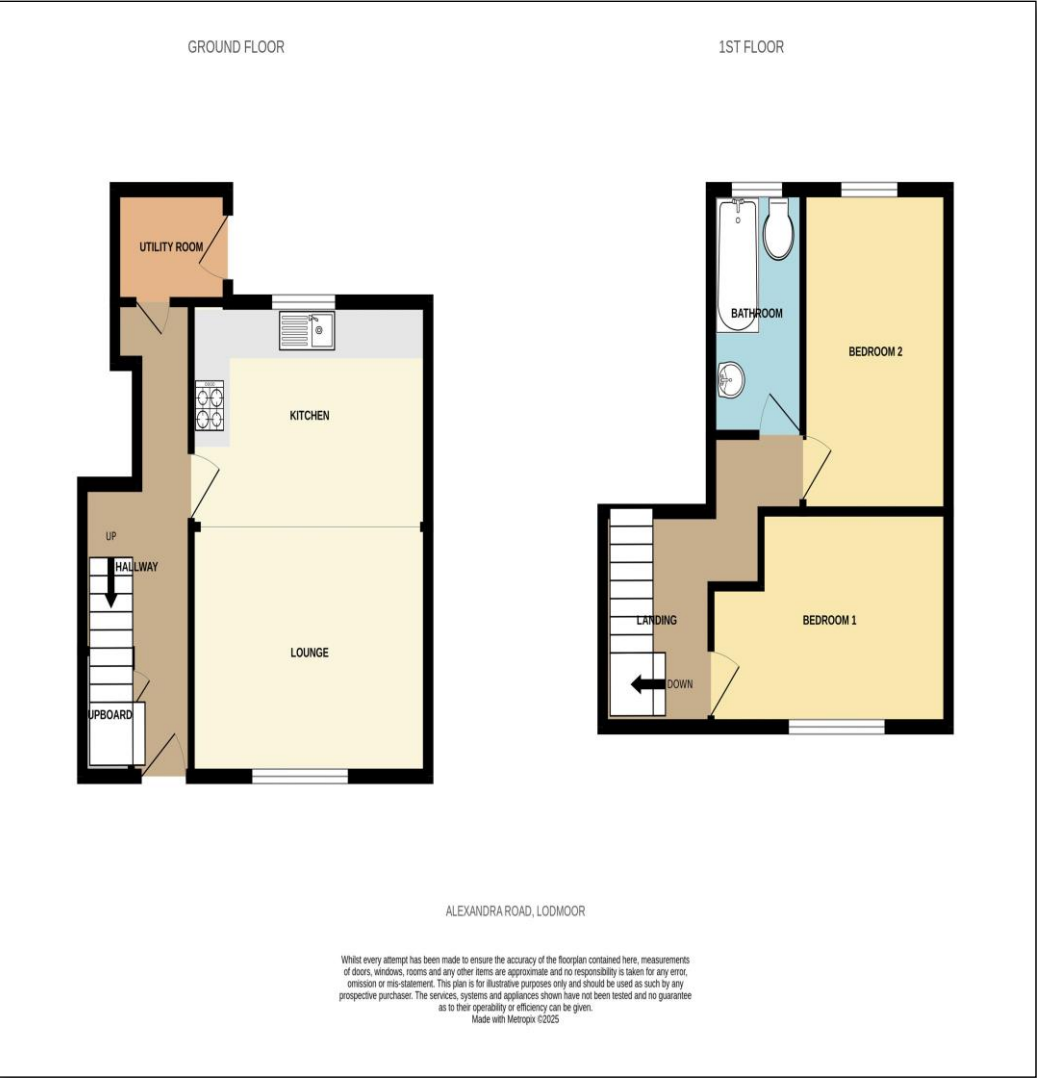 GROUND FLOOR
1ST FLOOR
UTILITY ROOM
KITCHEN
UP
HALLWAY
LOUNGE
UPBOARD
BATHROOM
BEDROOM 2
LANDING
BEDROOM 1
DOWN
ALEXANDRA ROAD, LODMOOR
Whilst every attempt has been made to ensure the accuracy of the floorplan contained here, measurements
of doors, windows, rooms and any other items are approximate and no responsibility is taken for any error,
omission or mis-statement. This plan is for illustrative purposes only and should be used as such by any
prospective purchaser. The services, systems and appliances shown have not been tested and no guarantee
as to their operability or efficiency can be given.
Made with Metropix ©2025